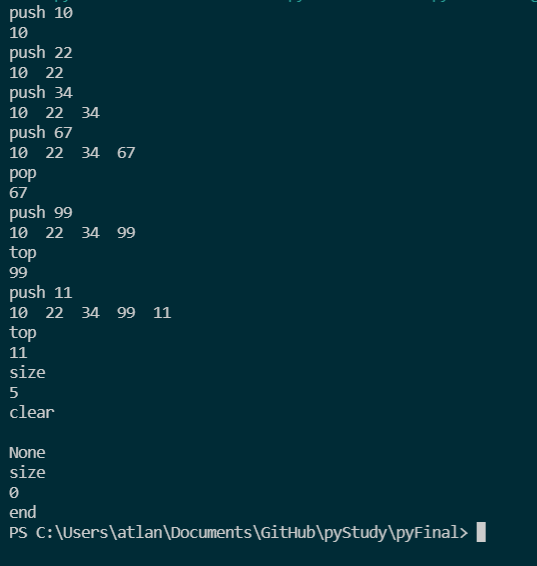 push 10
10
push 22
10  22
push 34
10  22  34
push 67
10  22  34  67
pop
67
push 99
10  22  34  99
top
99
push 11
10  22  34  99  11
top
11
size
5
clear

None
size
0
end
PS C:\Users\atlan\Documents\GitHub\pyStudy\pyFinal>